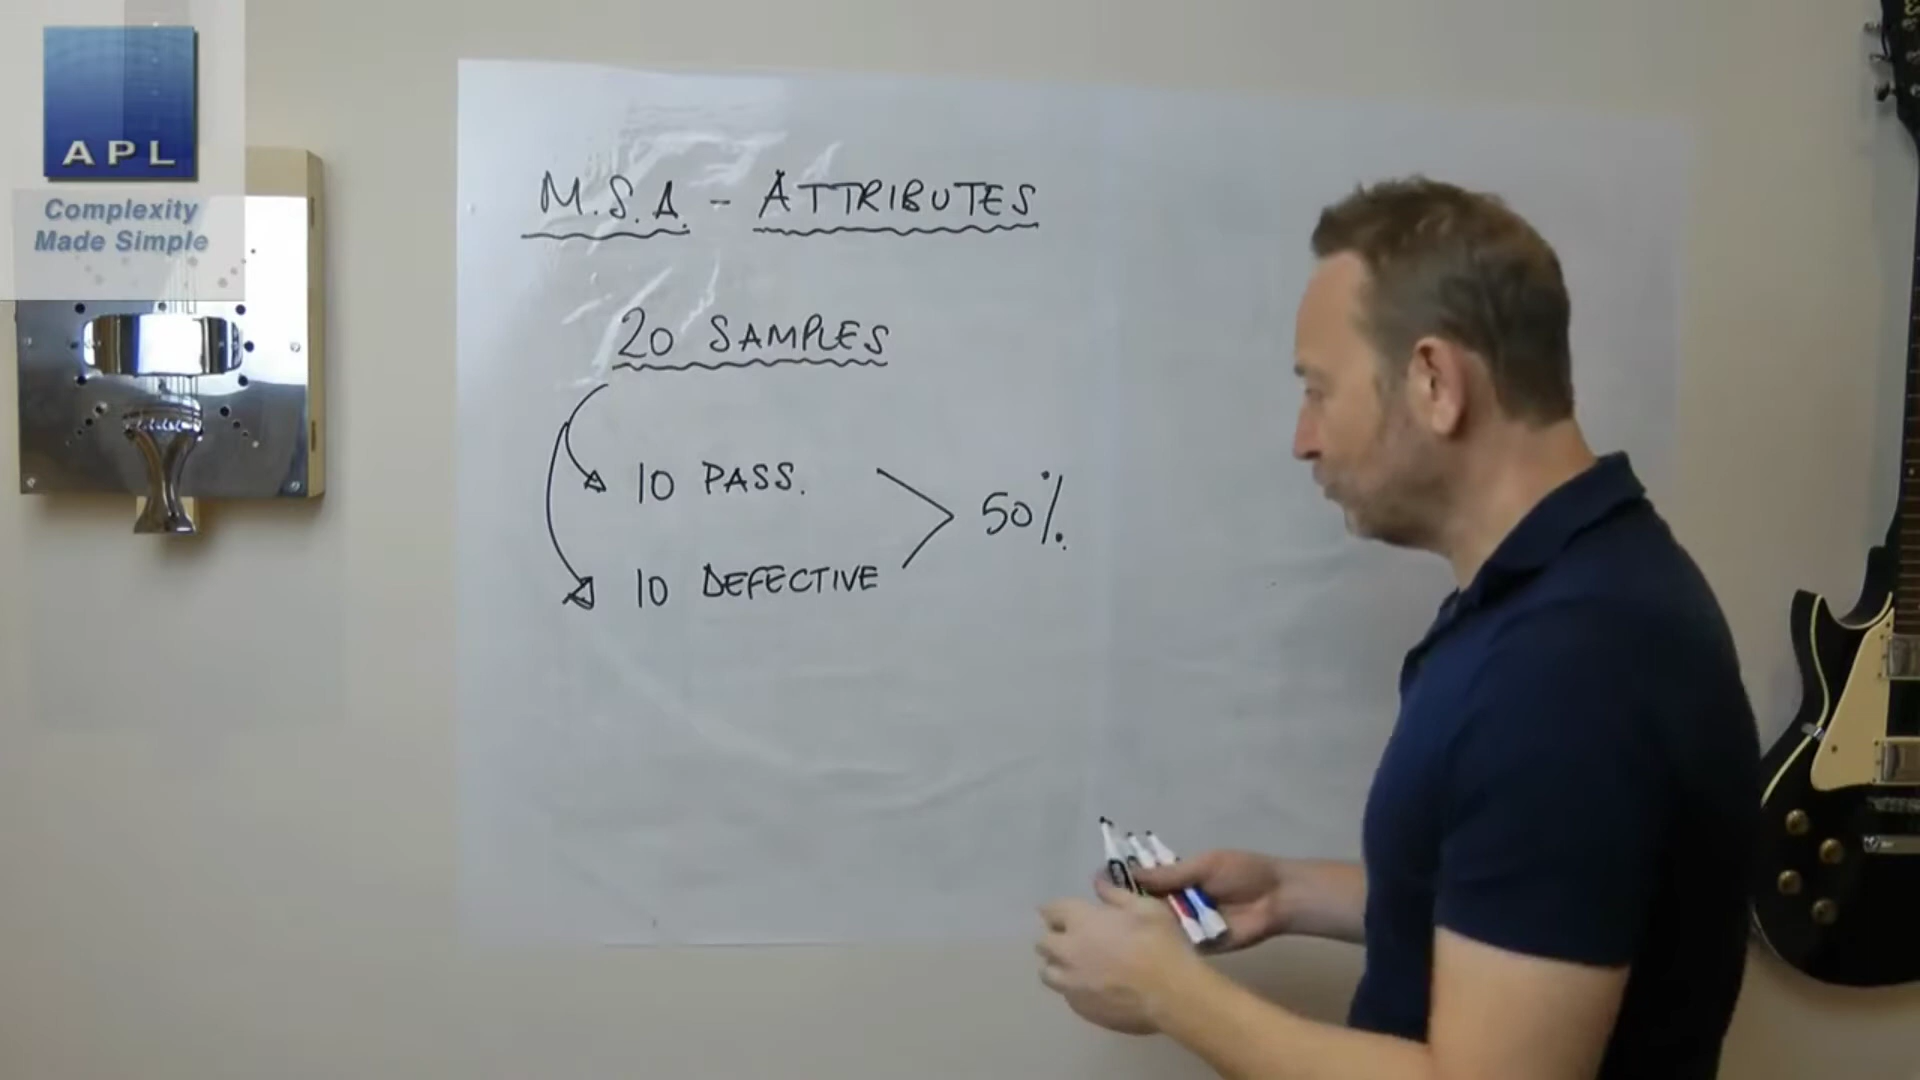 APL
Complexity
Made Simple
M.S.A. - ATTRIBUTES
20 SAMPLES
10 PASS.
50%.
10 DEFECTIVE